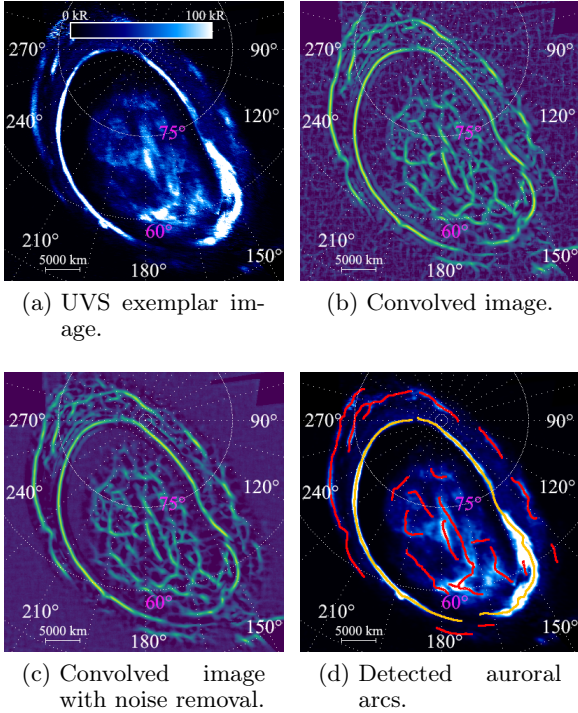 0 kR 100 kR
270° 90°
240° 120°
75°
60°
210° 150°
5000 km 180°
270° 90°
240° 120°
75°
60°
210° 150°
5000 km 180°
(a) UVS exemplar im-
age.
(b) Convolved image.
270° 90°
240° 120°
75°
60°
210° 150°
5000 km 180°
270° 90°
240° 120°
75°
60°
210° 150°
5000 km 180°
(c) Convolved image
with noise removal.
(d) Detected auroral
arcs.